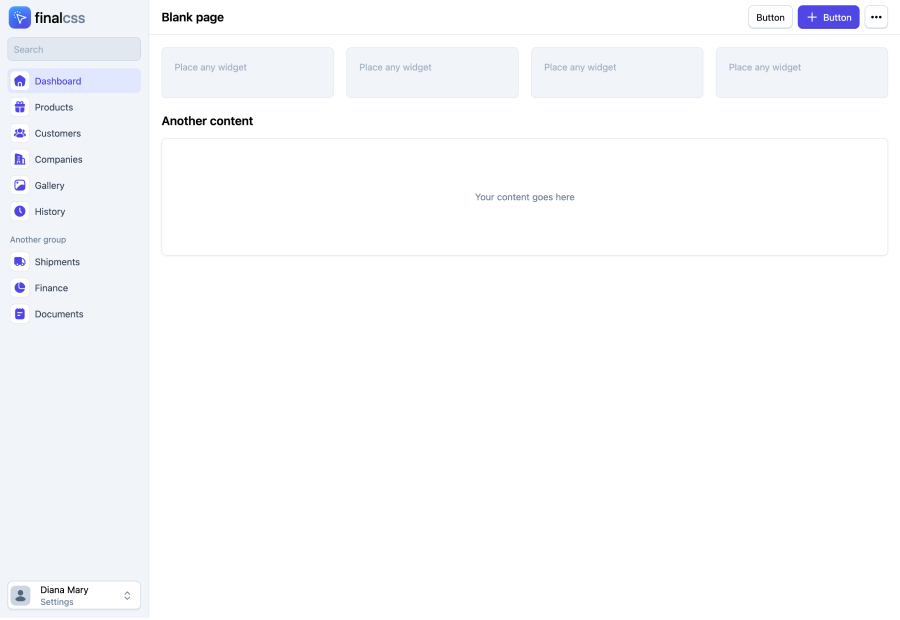 finalcss
Search
Dashboard
Products
Customers
Companies
Gallery
History
Another group
Shipments
Finance
Documents
Diana Mary
Settings
Blank page
Button
Button
Place any widget
Place any widget
Place any widget
Place any widget
Another content
Your content goes here